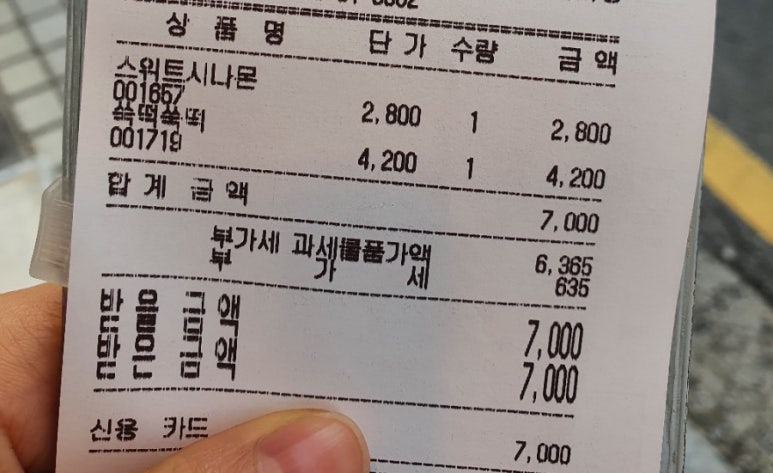 상 품 명 단 가 수량 금 액
스위트시나몬
001657 2,800 1 2,800
쑥떡쑥떡
001719 4,200 1 4,200
합 계 금 액 7,000
부가세 과세물품가액 6,365
부 가 세 635
받 을 금 액 7,000
받 은 금 액 7,000
신용 카드 7,000